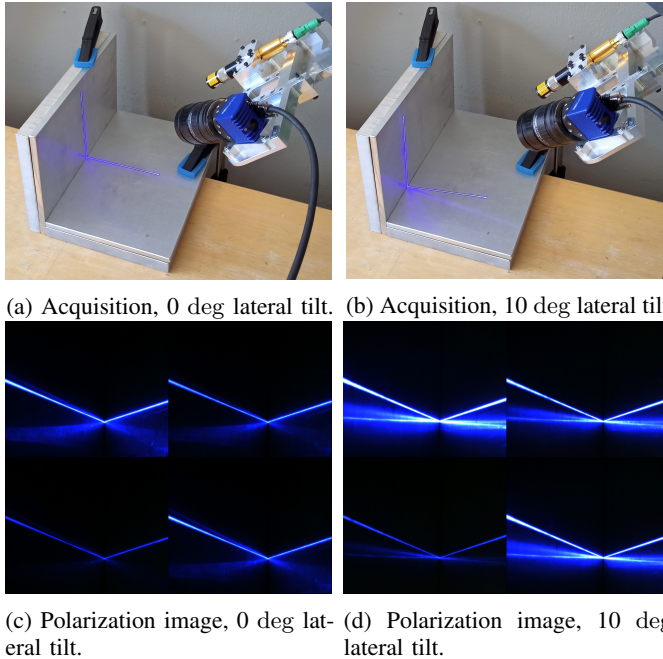 (a) Acquisition, 0 deg lateral tilt.
(b) Acquisition, 10 deg lateral tilt
(c) Polarization image, 0 deg lat-
eral tilt.
(d) Polarization image, 10 deg
lateral tilt.